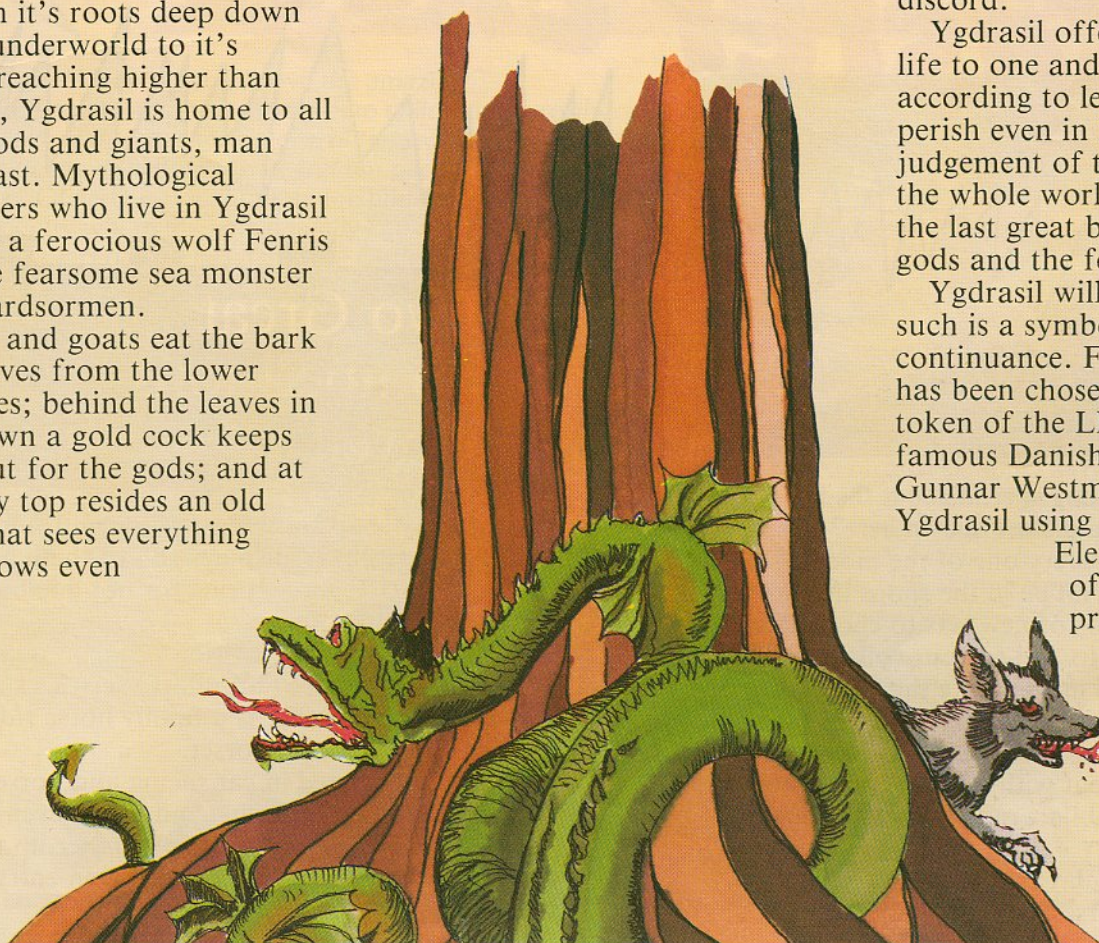 it's roots deep down
underworld to it's
reaching higher than
, Ygdrasil is home to all
ods and giants, man
ast. Mythological
ers who live in Ygdrasil
a ferocious wolf Fenris
fearsome sea monster
ardsormen.
and goats eat the bark
ves from the lower
es; behind the leaves in
wn a gold cock keeps
ut for the gods; and at
y top resides an old
hat sees everything
ows even
discord.
Ygdrasil offe
life to one and
according to le
perish even in
judgement of t
the whole worl
the last great b
gods and the fo
Ygdrasil will
such is a symbo
continuance. F
has been chose
token of the L
famous Danish
Gunnar Westm
Ygdrasil using
Ele
of
pr